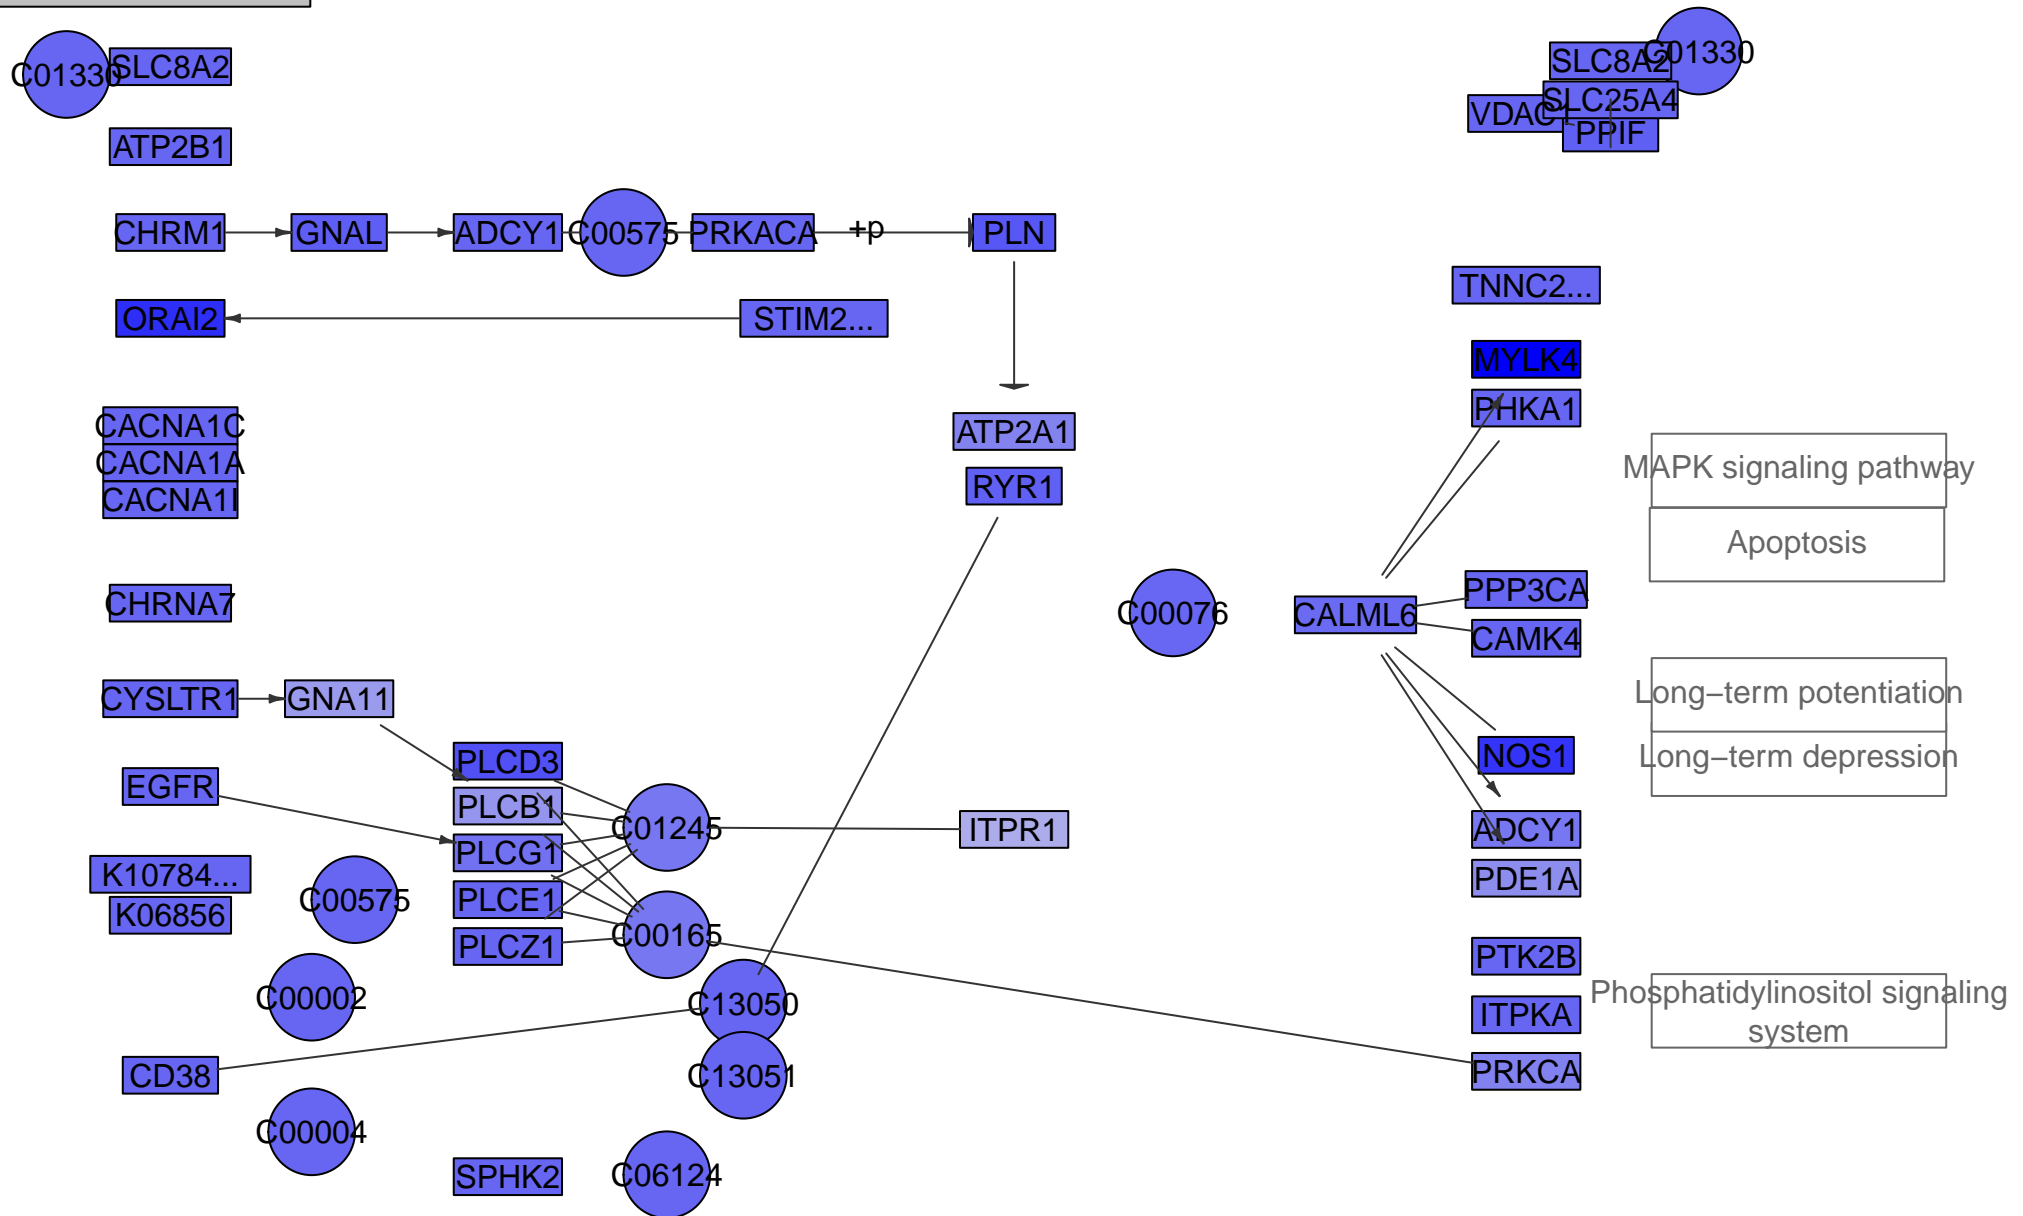 C01330
SLC8A2
SLC8A2
C01330
SLC25A4
VDAC1
PPIF
ATP2B1
CHRM1
GNAL
ADCY1
C00575
PRKACA
+p
PLN
TNNC2...
ORAI2
STIM2...
MYLK4
PHKA1
CACNA1C
CACNA1A
CACNA1I
ATP2A1
RYR1
MAPK signaling pathway
Apoptosis
CHRNA7
C00076
CALML6
PPP3CA
CAMK4
CYSLTR1
GNA11
Long−term potentiation
Long−term depression
NOS1
PLCD3
EGFR
PLCB1
C01245
ITPR1
ADCY1
PLCG1
K10784...
PDE1A
K06856
C00575
PLCE1
PLCZ1
C00165
PTK2B
C00002
C13050
ITPKA
Phosphatidylinositol signaling
system
CD38
C13051
PRKCA
C00004
SPHK2
C06124